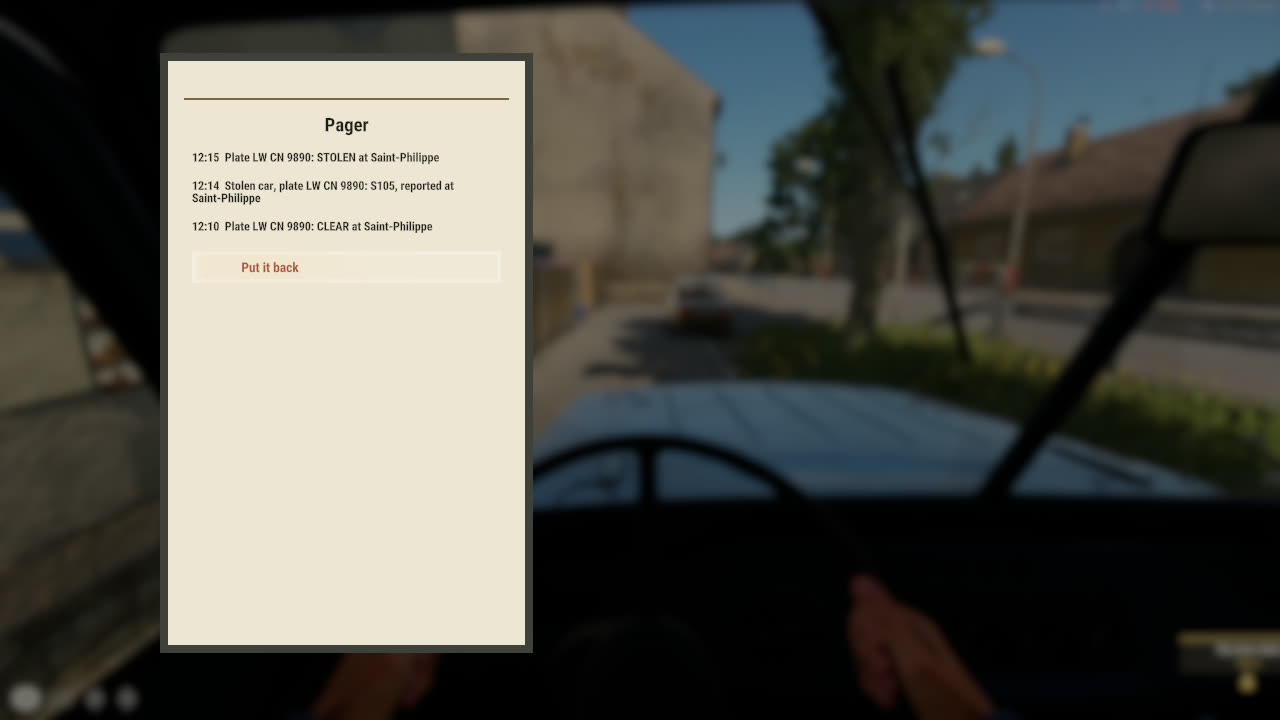 Pager
12:15 Plate LW CN 9890: STOLEN at Saint-Philippe
12:14 Stolen car, plate LW CN 9890: S105, reported at
Saint-Philippe
12:10 Plate LW CN 9890: CLEAR at Saint-Philippe
Put it back